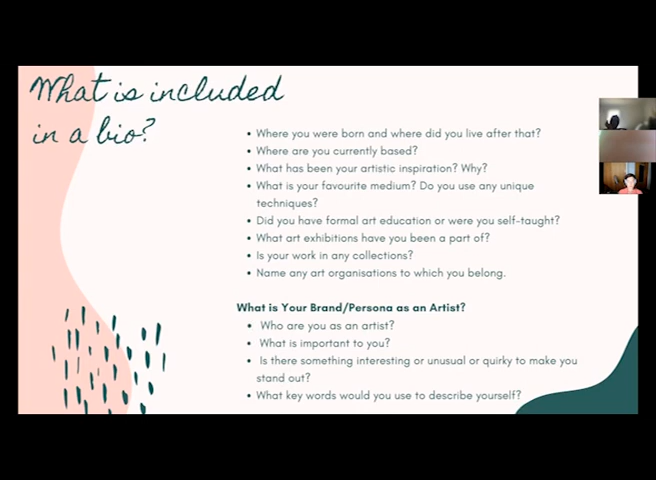 What is included
in a bio?
• Where you were born and where did you live after that?
• Where are you currently based?
• What has been your artistic inspiration? Why?
• What is your favourite medium? Do you use any unique
techniques?
• Did you have formal art education or were you self-taught?
• What art exhibitions have you been a part of?
• Is your work in any collections?
• Name any art organisations to which you belong.
What is Your Brand/Persona as an Artist?
• Who are you as an artist?
• What is important to you?
• Is there something interesting or unusual or quirky to make you
stand out?
• What key words would you use to describe yourself?